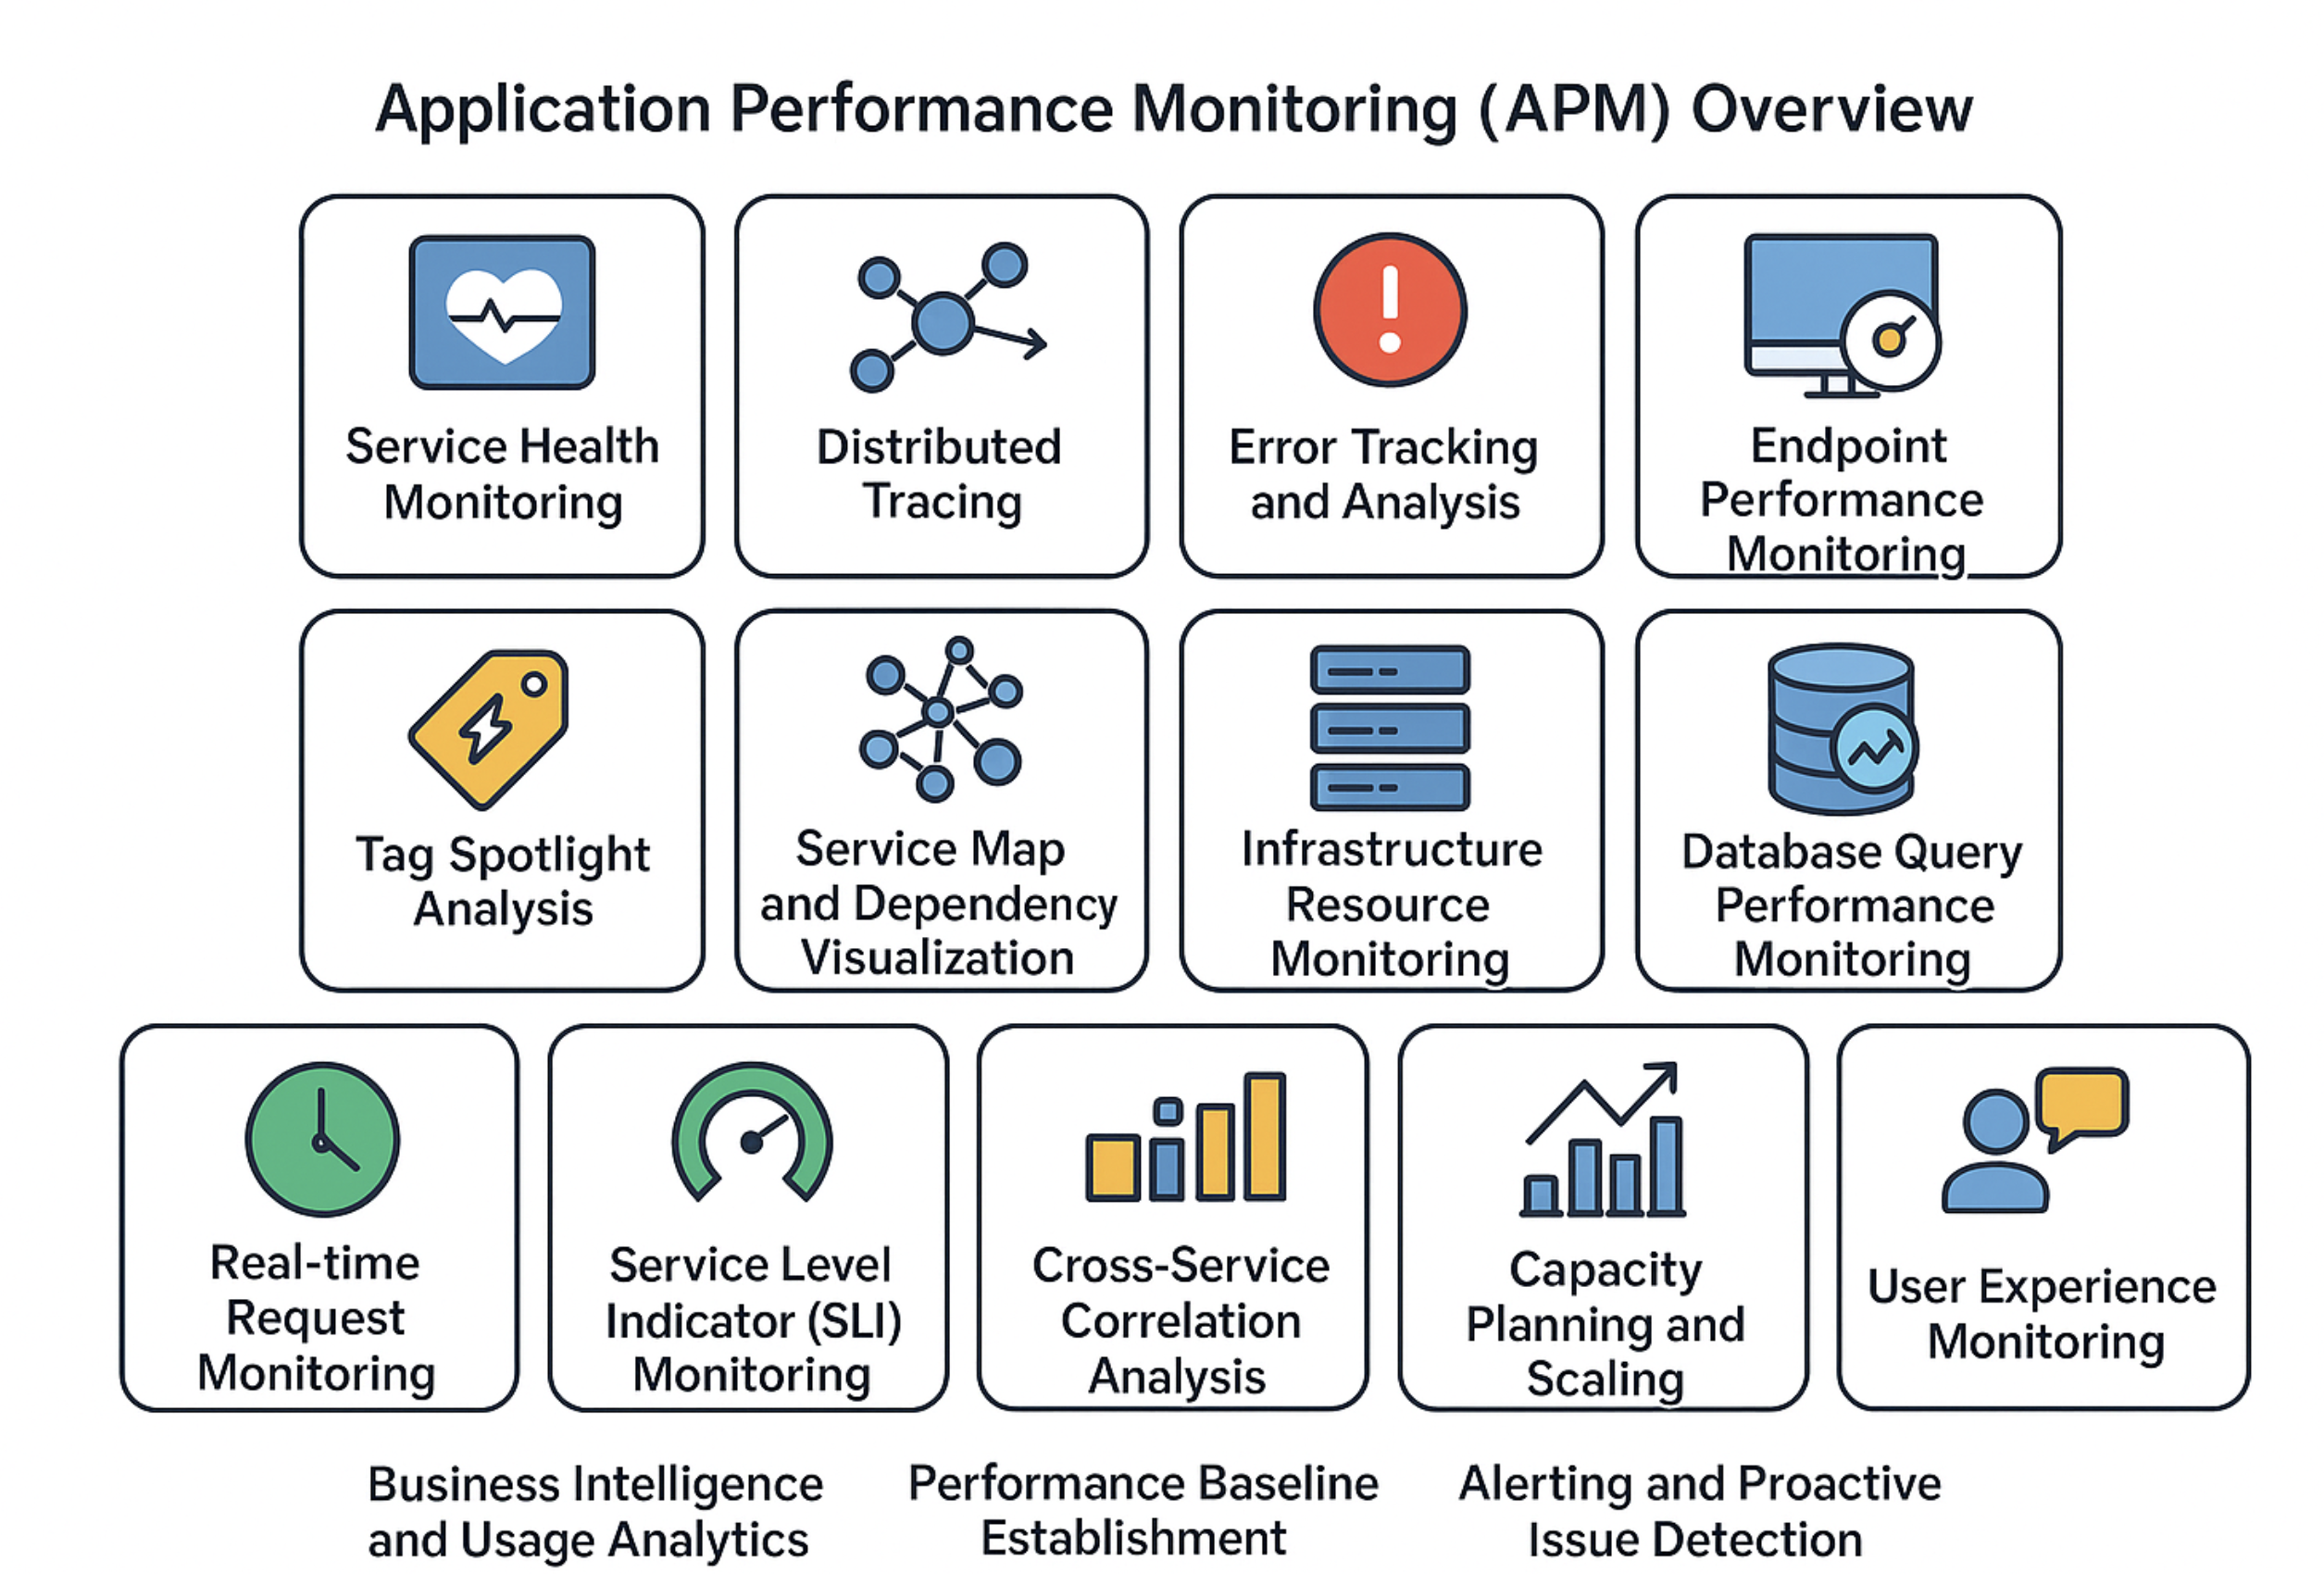 Application Performance Monitoring (APM) Overview
Service Health
Monitoring
Distributed
Tracing
Error Tracking
and Analysis
Endpoint
Performance
Monitoring
Tag Spotlight
Analysis
Service Map
and Dependency
Visualization
Infrastructure
Resource
Monitoring
Database Query
Performance
Monitoring
Real-time
Request
Monitoring
Service Level
Indicator (SLI)
Monitoring
Cross-Service
Correlation
Analysis
Capacity
Planning and
Scaling
User Experience
Monitoring
Business Intelligence
and Usage Analytics
Performance Baseline
Establishment
Alerting and Proactive
Issue Detection